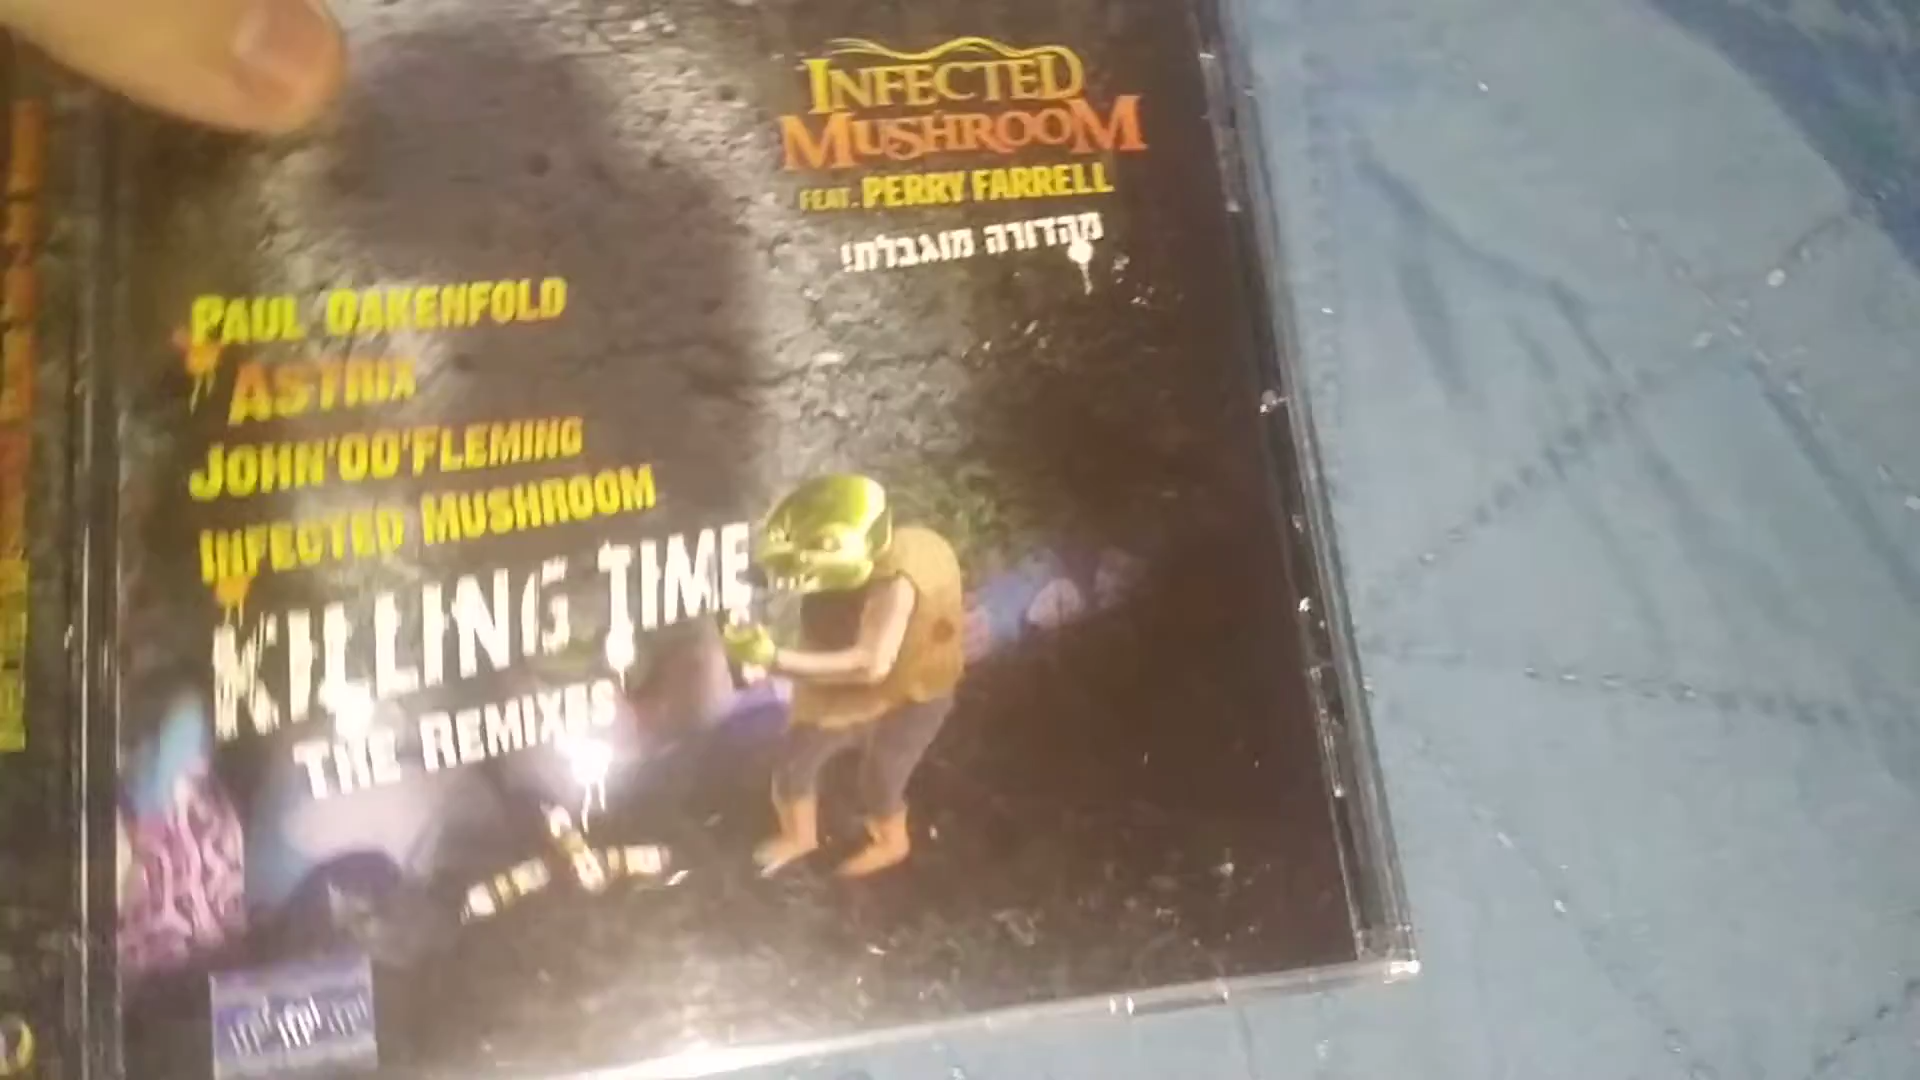 INFECTED
MUSHROOM
FEAT. PERRY FARRELL
מהדורה מוגבלת!
PAUL OAKENFOLD
ASTRIX
JOHN'OO'FLEMING
INFECTED MUSHROOM
KILLING TIME
THE REMIXES